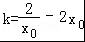 k=2/x₀ - 2x₀